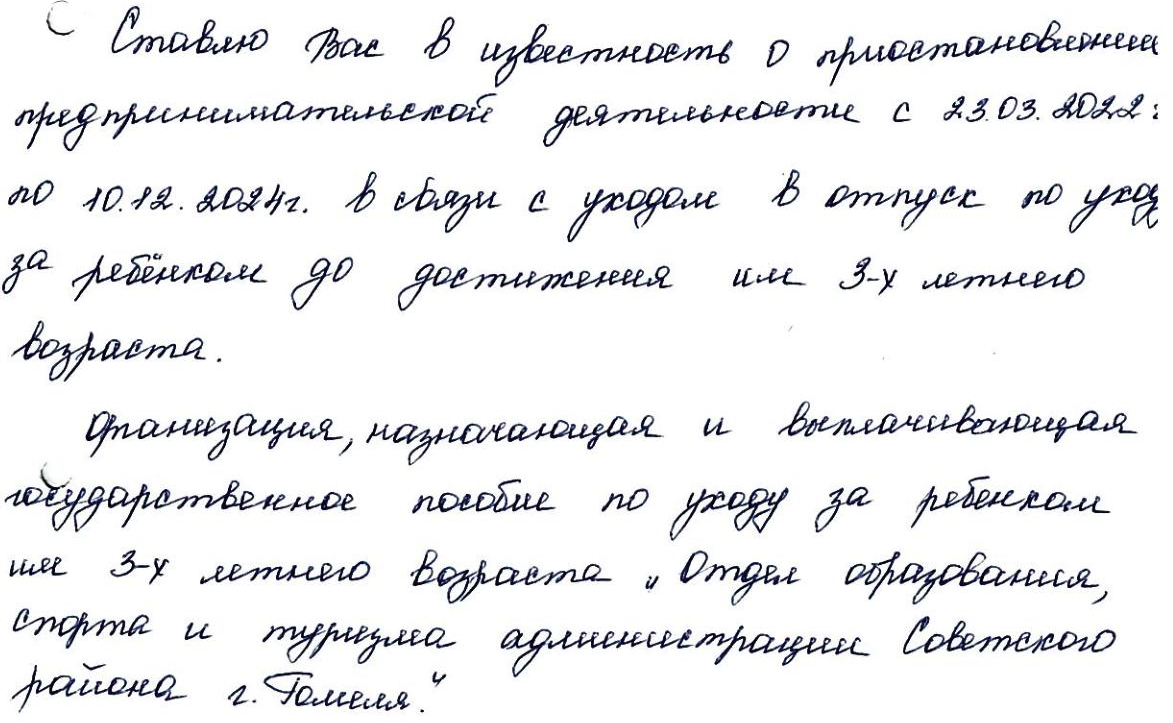 Ставлю Вас в известность о приостановлении
предпринимательской деятельности с 23.03.2022г
по 10.12.2024г. в связи с уходом в отпуск по уход
за ребёнком до достижения им 3-х летнего
возраста.
Организация, назначающая и выплачивающая
государственное пособие по уходу за ребенком
им 3-х летнего возраста „Отдел образования,
спорта и туризма администрации Советского
района г. Гомеля."